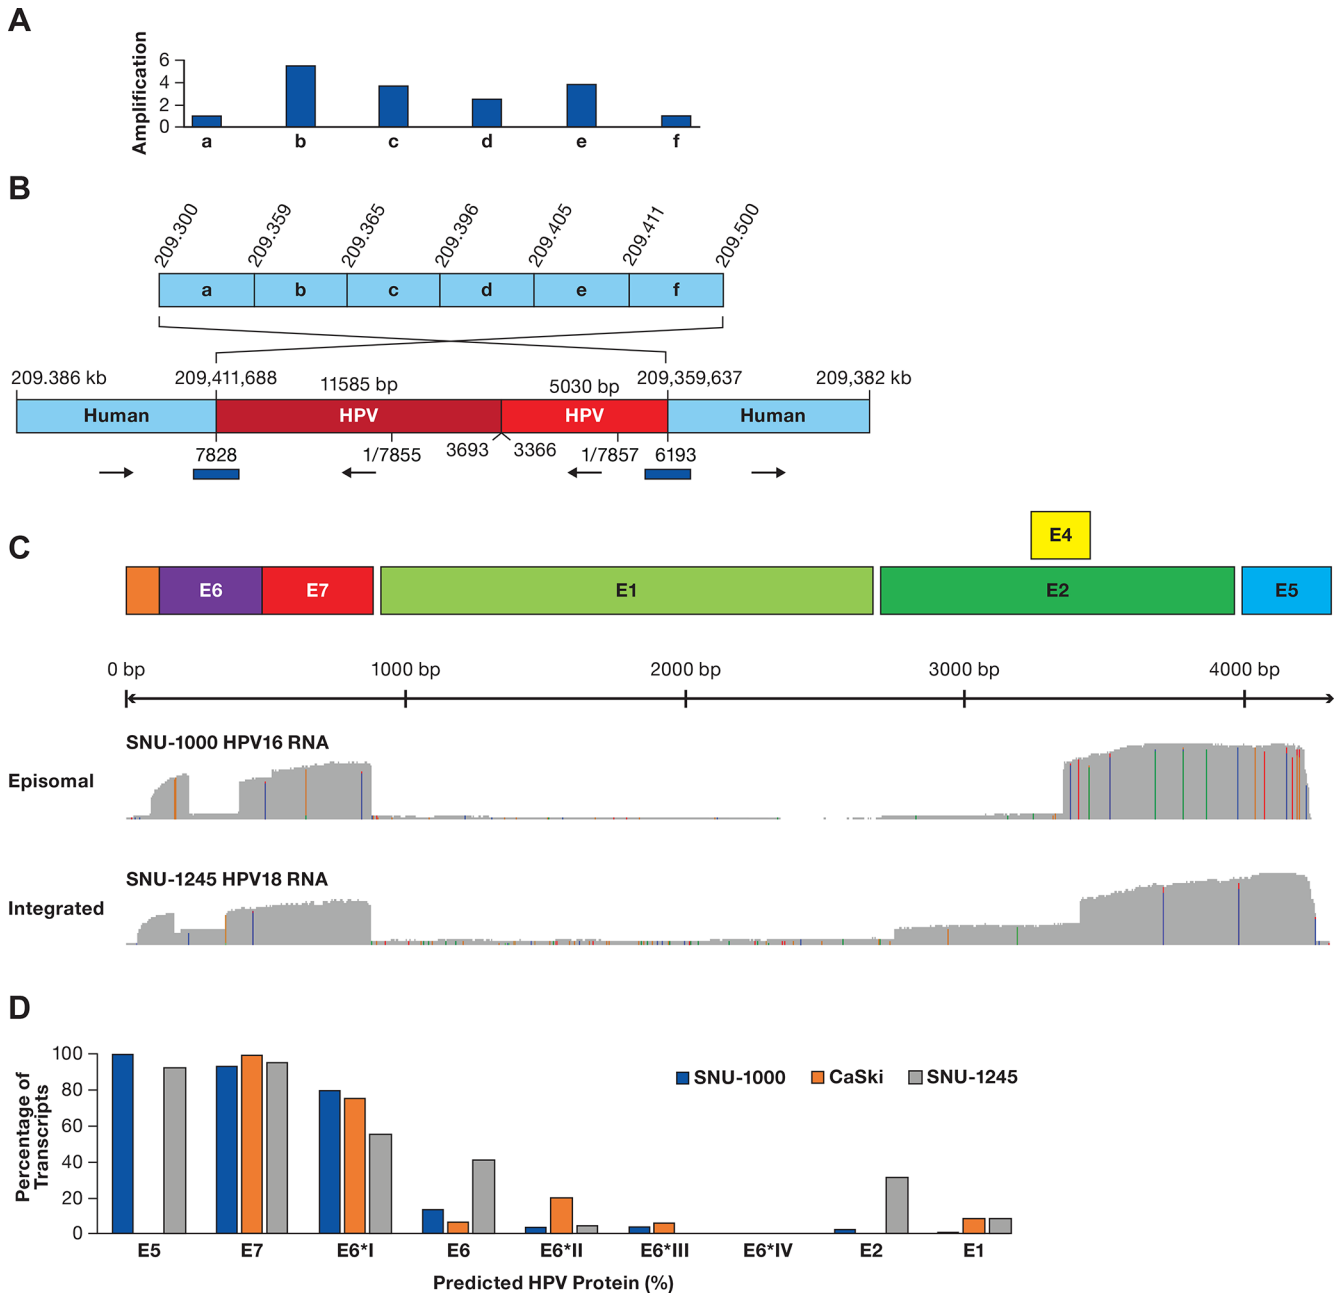 A
Amplification
6
4
2
0
a b c d e f
B
209.300 209.359 209.365 209.396 209.405 209.411 209.500
a b c d e f
209.386 kb 209,411,688 11585 bp 5030 bp 209,359,637 209,382 kb
Human HPV HPV Human
7828 1/7855 3693 3366 1/7857 6193
C
E4
E6 E7 E1 E2 E5
0 bp 1000 bp 2000 bp 3000 bp 4000 bp
SNU-1000 HPV16 RNA
Episomal
SNU-1245 HPV18 RNA
Integrated
D
Percentage of
Transcripts
100
80
60
40
20
0
SNU-1000 CaSki SNU-1245
E5 E7 E6*I E6 E6*II E6*III E6*IV E2 E1
Predicted HPV Protein (%)